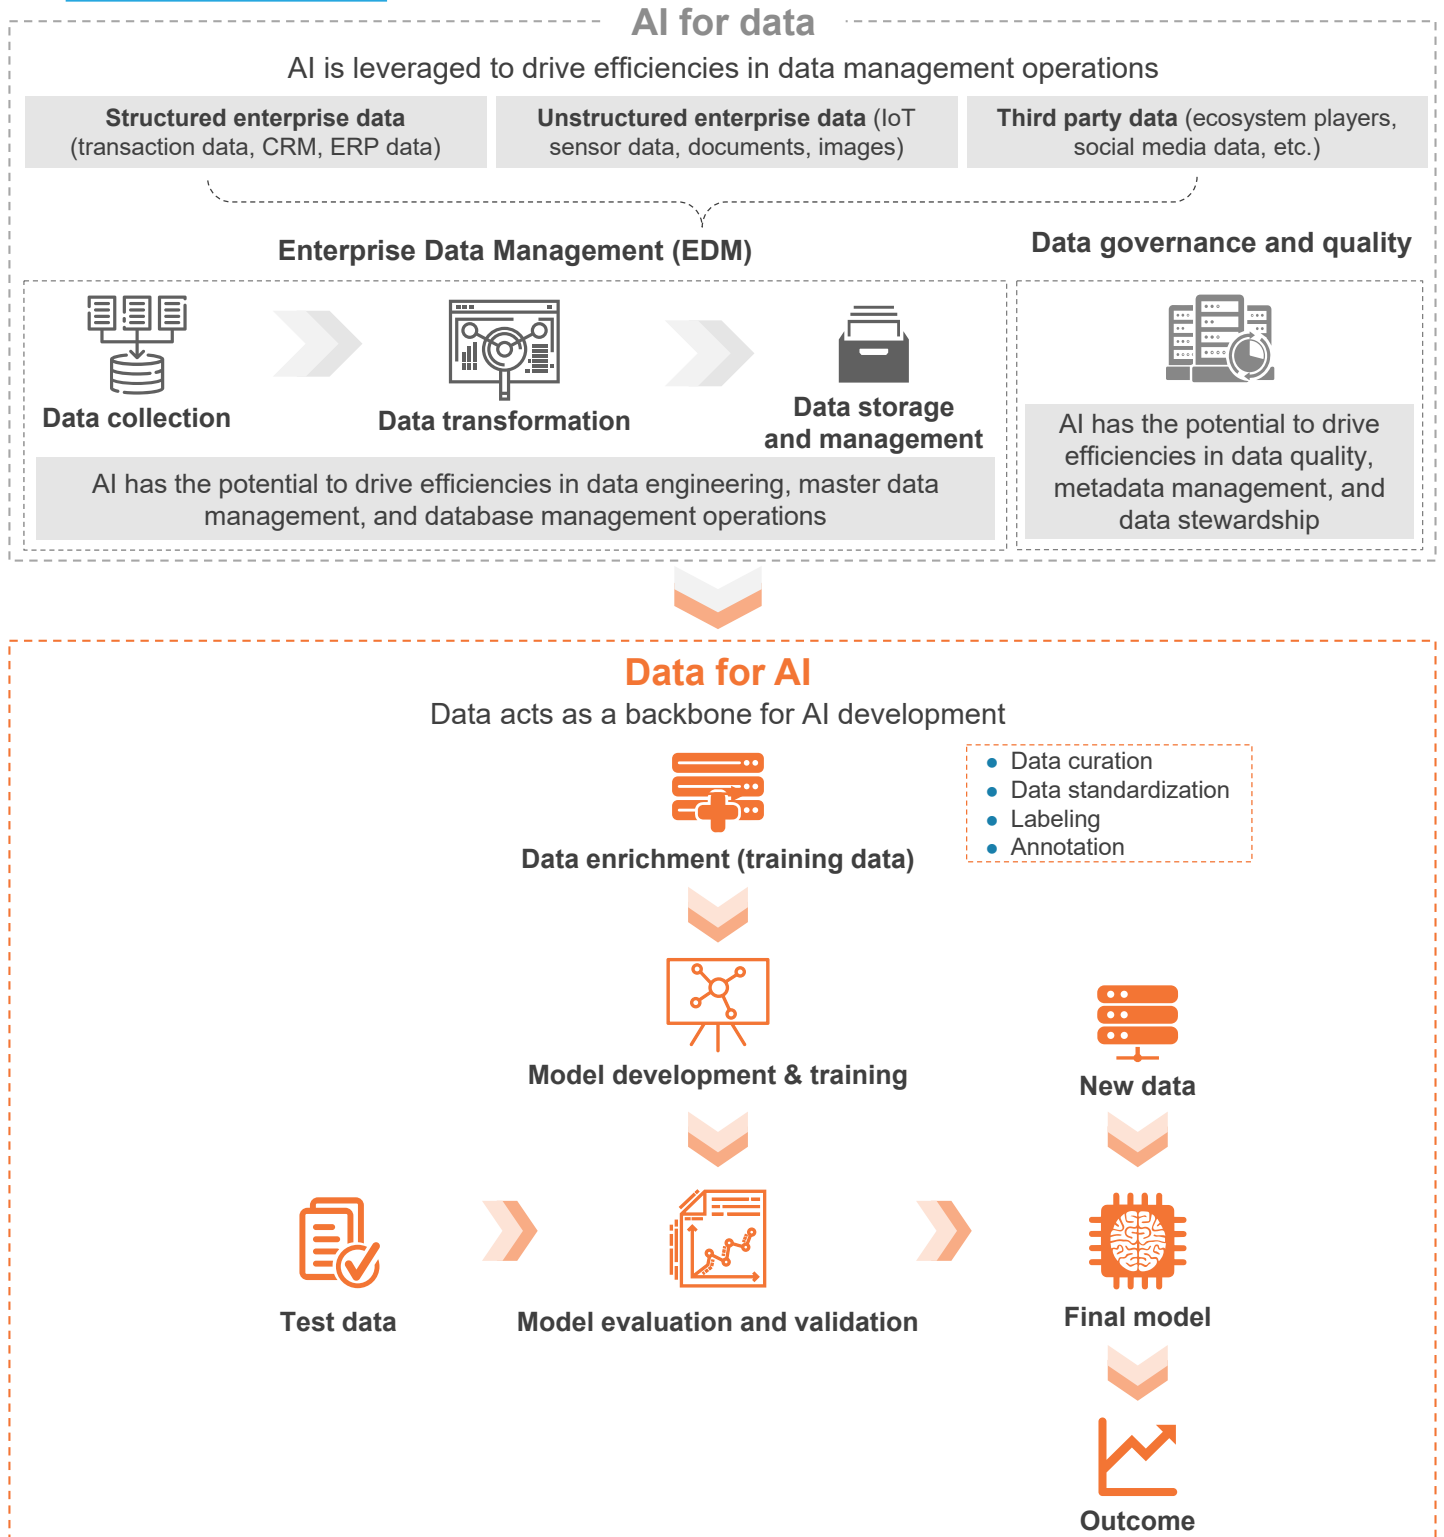 AI for data
AI is leveraged to drive efficiencies in data management operations
Structured enterprise data
(transaction data, CRM, ERP data)
Unstructured enterprise data (IoT
sensor data, documents, images)
Third party data (ecosystem players,
social media data, etc.)
Enterprise Data Management (EDM)
Data governance and quality
Data collection
Data transformation
Data storage
and management
AI has the potential to drive efficiencies in data engineering, master data
management, and database management operations
AI has the potential to drive
efficiencies in data quality,
metadata management, and
data stewardship
Data for AI
Data acts as a backbone for AI development
Data enrichment (training data)
• Data curation
• Data standardization
• Labeling
• Annotation
Model development & training
New data
Test data
Model evaluation and validation
Final model
Outcome